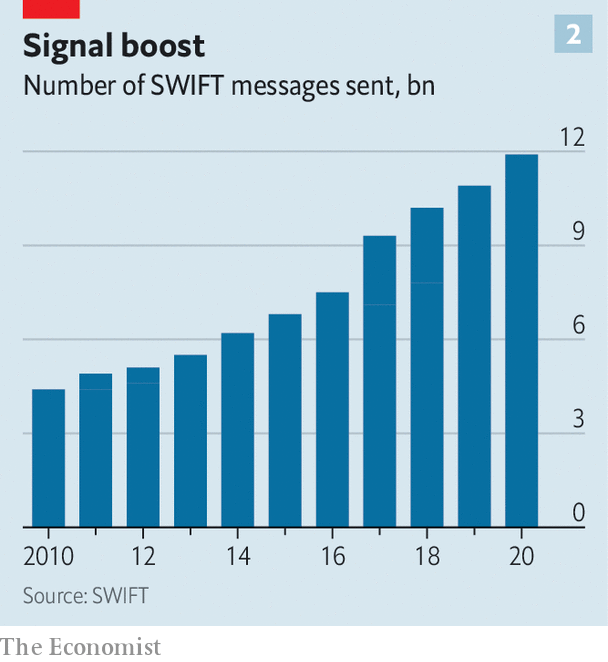 Signal boost
2
Number of SWIFT messages sent, bn
12
9
6
3
0
2010 12 14 16 18 20
Source: SWIFT
The Economist